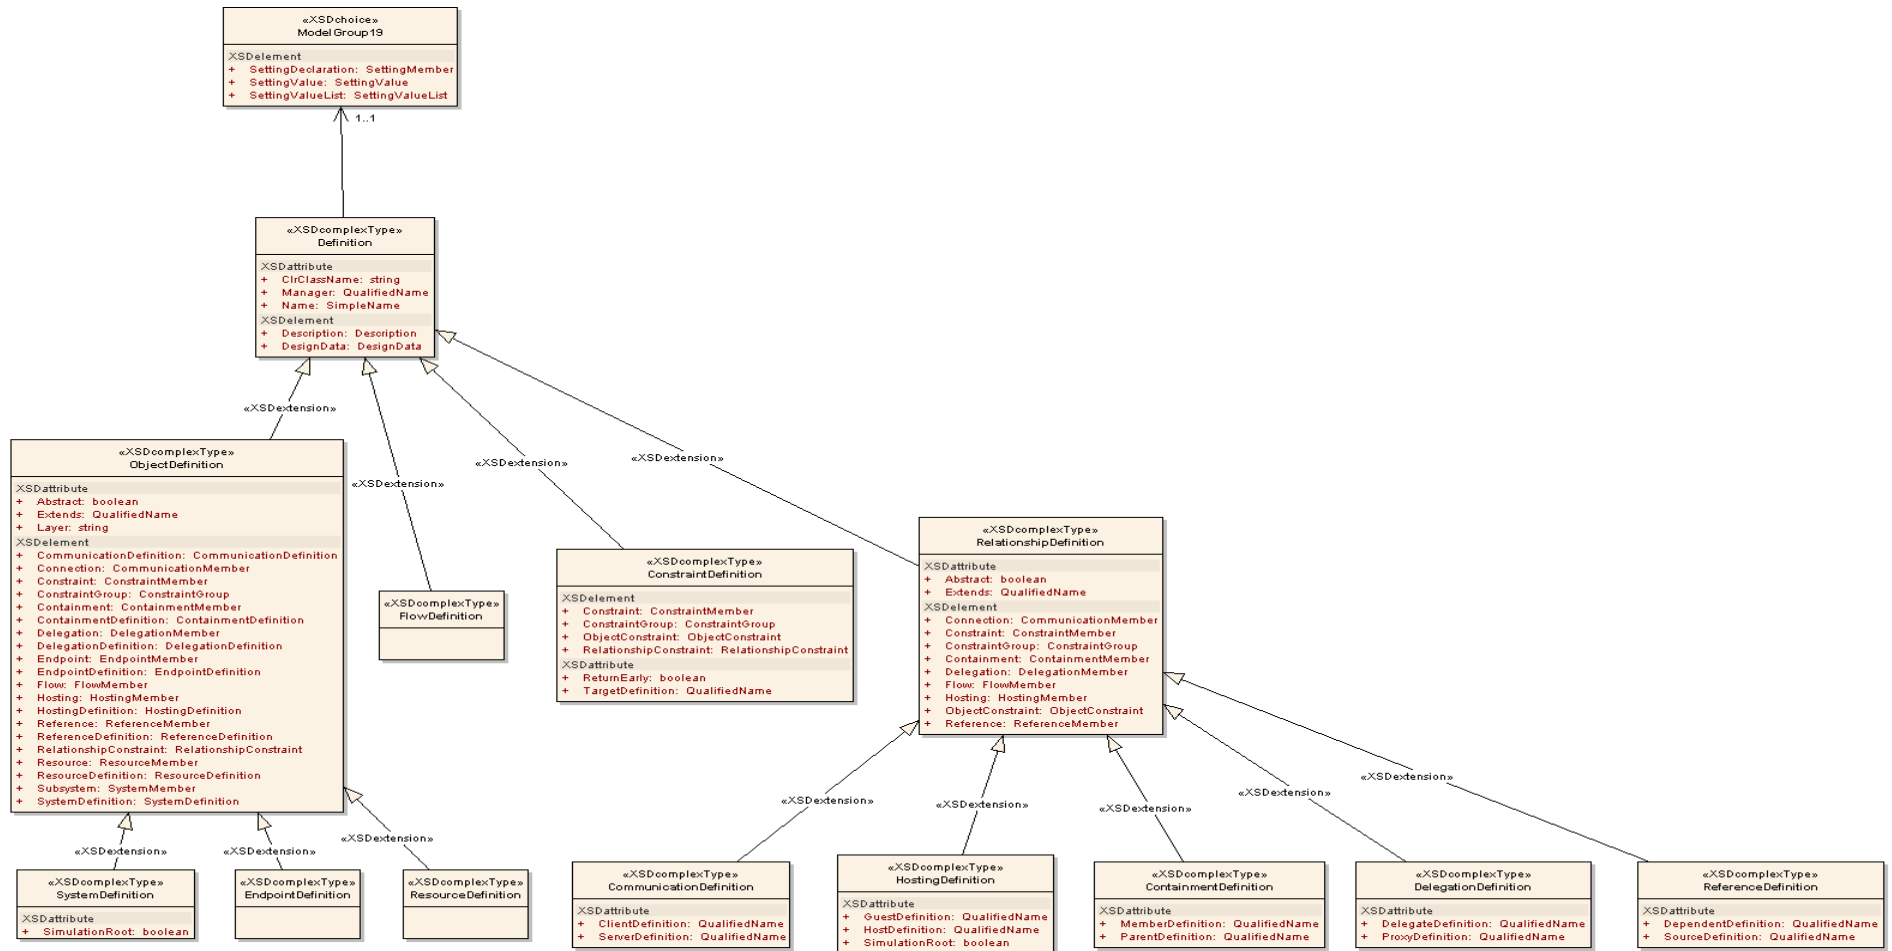 «XSDchoice»
ModelGroup19
XSDelement
+ SettingDeclaration: SettingMember
+ SettingValue: SettingValue
+ SettingValueList: SettingValueList
1..1
«XSDcomplexType»
Definition
XSDattribute
+ ClrClassName: string
+ Manager: QualifiedName
+ Name: SimpleName
XSDelement
+ Description: Description
+ DesignData: DesignData
«XSDextension»
«XSDextension»
«XSDextension»
«XSDextension»
«XSDcomplexType»
ObjectDefinition
XSDattribute
+ Abstract: boolean
+ Extends: QualifiedName
+ Layer: string
XSDelement
+ CommunicationDefinition: CommunicationDefinition
+ Connection: CommunicationMember
+ Constraint: ConstraintMember
+ ConstraintGroup: ConstraintGroup
+ Containment: ContainmentMember
+ ContainmentDefinition: ContainmentDefinition
+ Delegation: DelegationMember
+ DelegationDefinition: DelegationDefinition
+ Endpoint: EndpointMember
+ EndpointDefinition: EndpointDefinition
+ Flow: FlowMember
+ Hosting: HostingMember
+ HostingDefinition: HostingDefinition
+ Reference: ReferenceMember
+ ReferenceDefinition: ReferenceDefinition
+ RelationshipConstraint: RelationshipConstraint
+ Resource: ResourceMember
+ ResourceDefinition: ResourceDefinition
+ Subsystem: SystemMember
+ SystemDefinition: SystemDefinition
«XSDcomplexType»
FlowDefinition
«XSDcomplexType»
ConstraintDefinition
XSDelement
+ Constraint: ConstraintMember
+ ConstraintGroup: ConstraintGroup
+ ObjectConstraint: ObjectConstraint
+ RelationshipConstraint: RelationshipConstraint
XSDattribute
+ ReturnEarly: boolean
+ TargetDefinition: QualifiedName
«XSDcomplexType»
RelationshipDefinition
XSDattribute
+ Abstract: boolean
+ Extends: QualifiedName
XSDelement
+ Connection: CommunicationMember
+ Constraint: ConstraintMember
+ ConstraintGroup: ConstraintGroup
+ Containment: ContainmentMember
+ Delegation: DelegationMember
+ Flow: FlowMember
+ Hosting: HostingMember
+ ObjectConstraint: ObjectConstraint
+ Reference: ReferenceMember
«XSDextension»
«XSDextension»
«XSDextension»
«XSDextension»
«XSDextension»
«XSDextension»
«XSDextension»
«XSDextension»
«XSDcomplexType»
SystemDefinition
XSDattribute
+ SimulationRoot: boolean
«XSDcomplexType»
EndpointDefinition
«XSDcomplexType»
ResourceDefinition
«XSDcomplexType»
CommunicationDefinition
XSDattribute
+ ClientDefinition: QualifiedName
+ ServerDefinition: QualifiedName
«XSDcomplexType»
HostingDefinition
XSDattribute
+ GuestDefinition: QualifiedName
+ HostDefinition: QualifiedName
+ SimulationRoot: boolean
«XSDcomplexType»
ContainmentDefinition
XSDattribute
+ MemberDefinition: QualifiedName
+ ParentDefinition: QualifiedName
«XSDcomplexType»
DelegationDefinition
XSDattribute
+ DelegateDefinition: QualifiedName
+ ProxyDefinition: QualifiedName
«XSDcomplexType»
ReferenceDefinition
XSDattribute
+ DependentDefinition: QualifiedName
+ SourceDefinition: QualifiedName